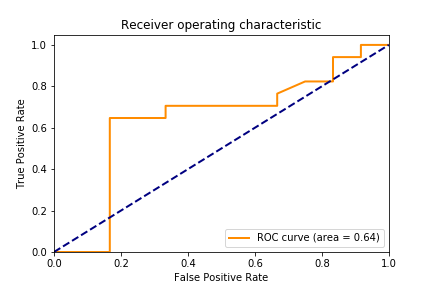 Receiver operating characteristic
True Positive Rate
1.0
0.8
0.6
0.4
0.2
0.0
0.0 0.2 0.4 0.6 0.8 1.0
False Positive Rate
ROC curve (area = 0.64)